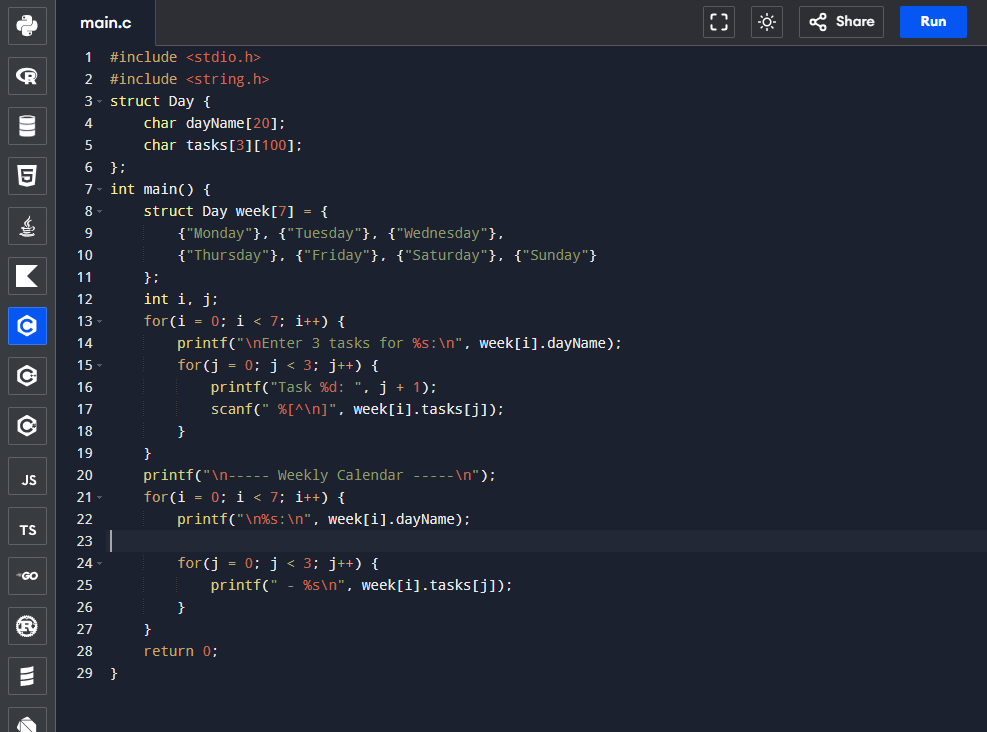 main.c
Share
Run
1 #include <stdio.h>
2 #include <string.h>
3 struct Day {
4     char dayName[20];
5     char tasks[3][100];
6 };
7 int main() {
8     struct Day week[7] = {
9         {"Monday"}, {"Tuesday"}, {"Wednesday"},
10         {"Thursday"}, {"Friday"}, {"Saturday"}, {"Sunday"}
11     };
12     int i, j;
13     for(i = 0; i < 7; i++) {
14         printf("\nEnter 3 tasks for %s:\n", week[i].dayName);
15         for(j = 0; j < 3; j++) {
16             printf("Task %d: ", j + 1);
17             scanf(" %[^\n]", week[i].tasks[j]);
18         }
19     }
20     printf("\n----- Weekly Calendar -----\n");
21     for(i = 0; i < 7; i++) {
22         printf("\n%s:\n", week[i].dayName);
23
24         for(j = 0; j < 3; j++) {
25             printf(" - %s\n", week[i].tasks[j]);
26         }
27     }
28     return 0;
29 }
R
5
C
C
C
JS
TS
GO
R